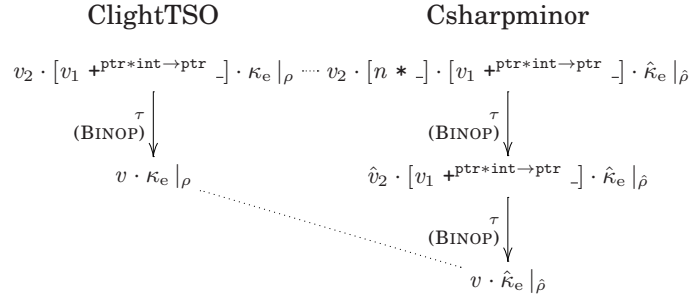 ClightTSO Csharpminor
v₂ · [v₁ +ᵖᵗʳ*ⁱⁿᵗ→ᵖᵗʳ _] · κₑ |ρ v₂ · [n * _] · [v₁ +ᵖᵗʳ*ⁱⁿᵗ→ᵖᵗʳ _] · κ̂ₑ |ρ̂
τ τ
(BINOP) (BINOP)
v · κₑ |ρ v̂₂ · [v₁ +ᵖᵗʳ*ⁱⁿᵗ→ᵖᵗʳ _] · κ̂ₑ |ρ̂
τ
(BINOP)
v · κ̂ₑ |ρ̂